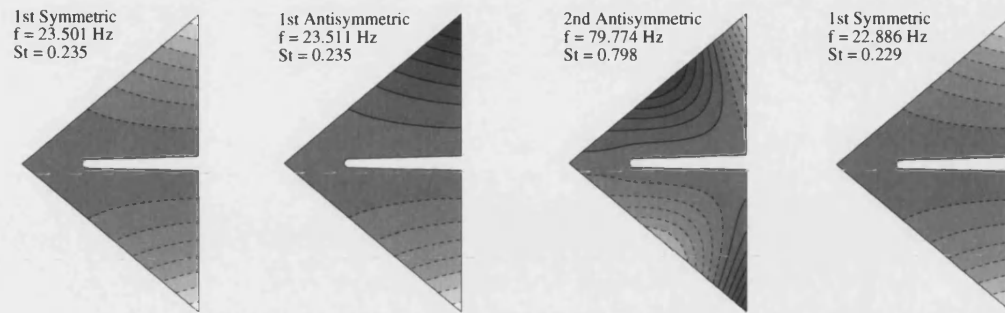 1st Symmetric
f = 23.501 Hz
St = 0.235
1st Antisymmetric
f = 23.511 Hz
St = 0.235
2nd Antisymmetric
f = 79.774 Hz
St = 0.798
1st Symmetric
f = 22.886 Hz
St = 0.229